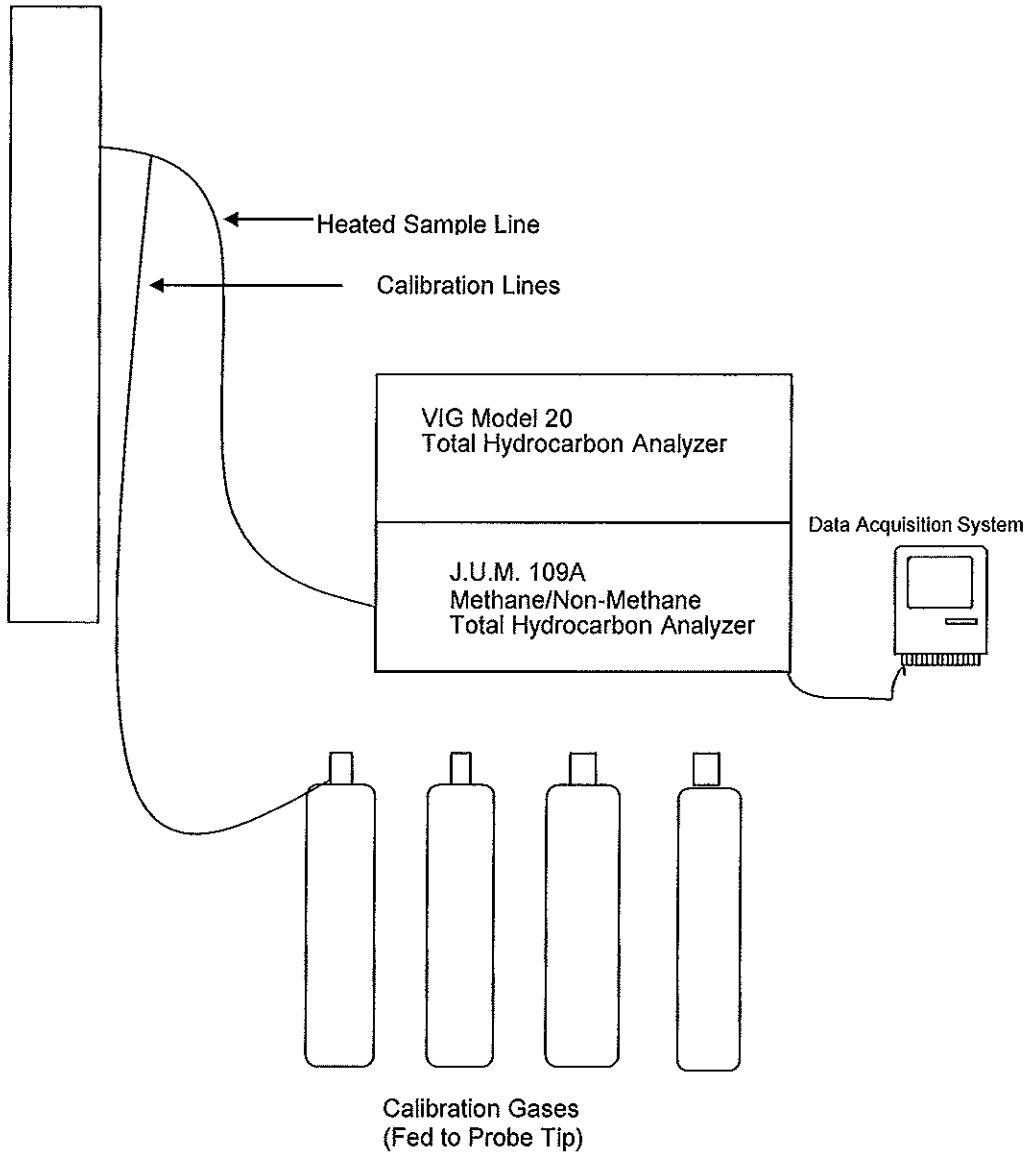 Heated Sample Line
Calibration Lines
VIG Model 20
Total Hydrocarbon Analyzer
Data Acquisition System
J.U.M. 109A
Methane/Non-Methane
Total Hydrocarbon Analyzer
Calibration Gases
(Fed to Probe Tip)